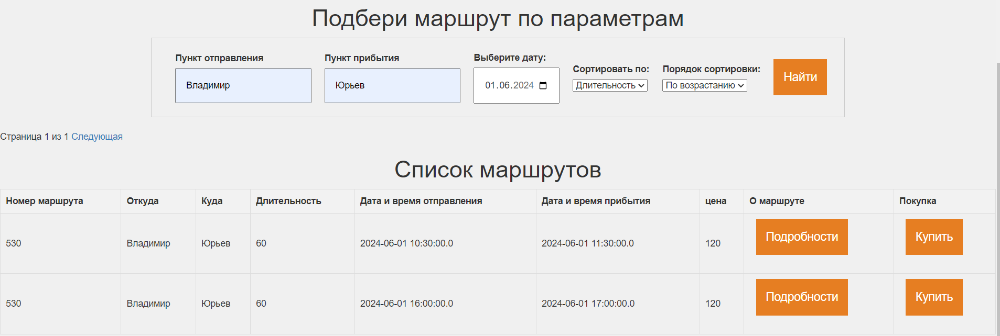 Подбери маршрут по параметрам
Пункт отправления Пункт прибытия Выберите дату: Сортировать по: Порядок сортировки:
Владимир Юрьев 01.06.2024 Длительность По возрастанию Найти
Страница 1 из 1 Следующая
Список маршрутов
Номер маршрута Откуда Куда Длительность Дата и время отправления Дата и время прибытия цена О маршруте Покупка
530 Владимир Юрьев 60 2024-06-01 10:30:00.0 2024-06-01 11:30:00.0 120 Подробности Купить
530 Владимир Юрьев 60 2024-06-01 16:00:00.0 2024-06-01 17:00:00.0 120 Подробности Купить